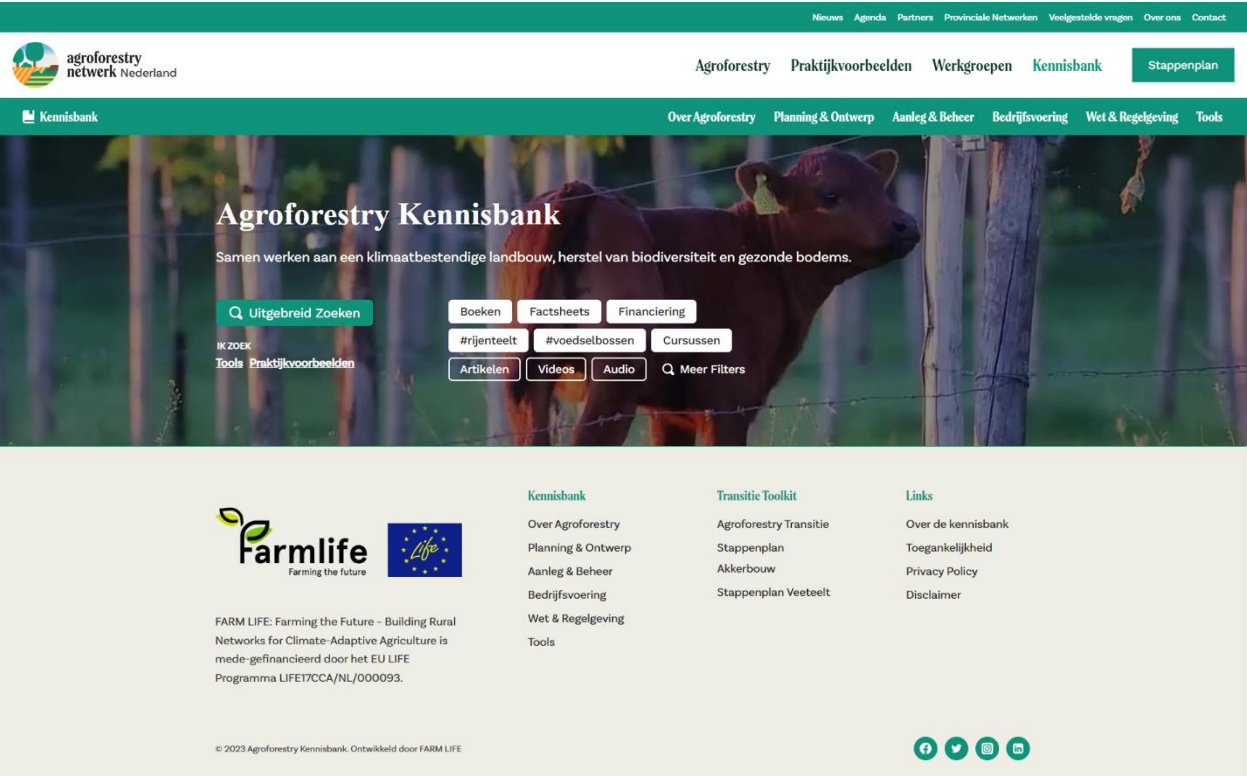 Nieuws Agenda Partners Provinciale Netwerken Veelgestelde vragen Over ons Contact
agroforestry
netwerk Nederland
Agroforestry Praktijkvoorbeelden Werkgroepen Kennisbank Stappenplan
Kennisbank
Over Agroforestry Planning & Ontwerp Aanleg & Beheer Bedrijfsvoering Wet & Regelgeving Tools
Agroforestry Kennisbank
Samen werken aan een klimaatbestendige landbouw, herstel van biodiversiteit en gezonde bodems.
Uitgebreid Zoeken
IK ZOEK
Tools Praktijkvoorbeelden
Boeken Factsheets Financiering
#rijenteelt #voedselbossen Cursussen
Artikelen Videos Audio Meer Filters
Farmlife
Farming the future
Life
FARM LIFE: Farming the Future – Building Rural
Networks for Climate-Adaptive Agriculture is
mede-gefinancieerd door het EU LIFE
Programma LIFE17CCA/NL/000093.
Kennisbank
Over Agroforestry
Planning & Ontwerp
Aanleg & Beheer
Bedrijfsvoering
Wet & Regelgeving
Tools
Transitie Toolkit
Agroforestry Transitie
Stappenplan
Akkerbouw
Stappenplan Veeteelt
Links
Over de kennisbank
Toegankelijkheid
Privacy Policy
Disclaimer
© 2023 Agroforestry Kennisbank. Ontwikkeld door FARM LIFE